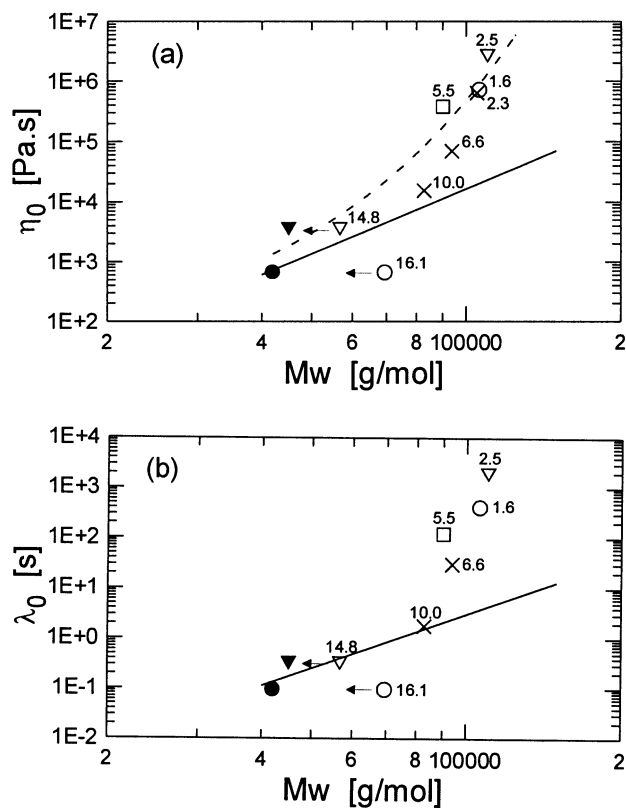 (a)
1E+7
1E+6
1E+5
1E+4
1E+3
1E+2
η0 [Pa.s]
2.5
1.6
5.5
2.3
6.6
10.0
14.8
16.1
2 4 6 8 100000 2
Mw [g/mol]
(b)
1E+4
1E+3
1E+2
1E+1
1E+0
1E-1
1E-2
λ0 [s]
2.5
1.6
5.5
6.6
10.0
14.8
16.1
2 4 6 8 100000 2
Mw [g/mol]